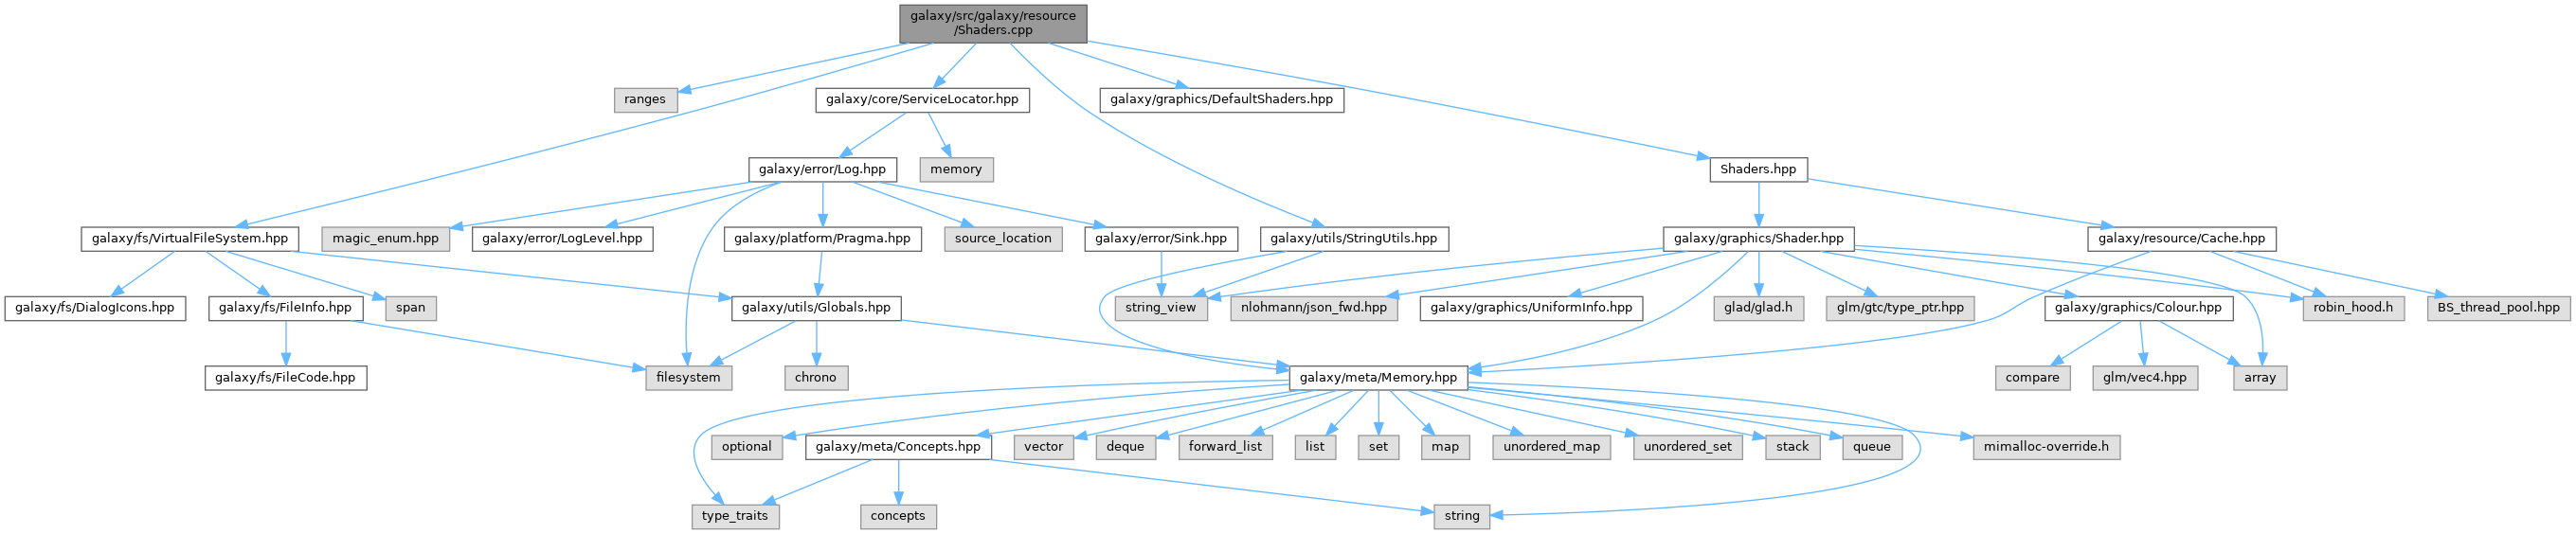 galaxy/src/galaxy/resource
/Shaders.cpp
ranges
galaxy/core/ServiceLocator.hpp
galaxy/graphics/DefaultShaders.hpp
galaxy/error/Log.hpp
memory
Shaders.hpp
galaxy/fs/VirtualFileSystem.hpp
magic_enum.hpp
galaxy/error/LogLevel.hpp
galaxy/platform/Pragma.hpp
source_location
galaxy/error/Sink.hpp
galaxy/utils/StringUtils.hpp
galaxy/graphics/Shader.hpp
galaxy/resource/Cache.hpp
galaxy/fs/DialogIcons.hpp
galaxy/fs/FileInfo.hpp
span
galaxy/utils/Globals.hpp
string_view
nlohmann/json_fwd.hpp
galaxy/graphics/UniformInfo.hpp
glad/glad.h
glm/gtc/type_ptr.hpp
galaxy/graphics/Colour.hpp
robin_hood.h
BS_thread_pool.hpp
galaxy/fs/FileCode.hpp
filesystem
chrono
galaxy/meta/Memory.hpp
compare
glm/vec4.hpp
array
optional
galaxy/meta/Concepts.hpp
vector
deque
forward_list
list
set
map
unordered_map
unordered_set
stack
queue
mimalloc-override.h
type_traits
concepts
string